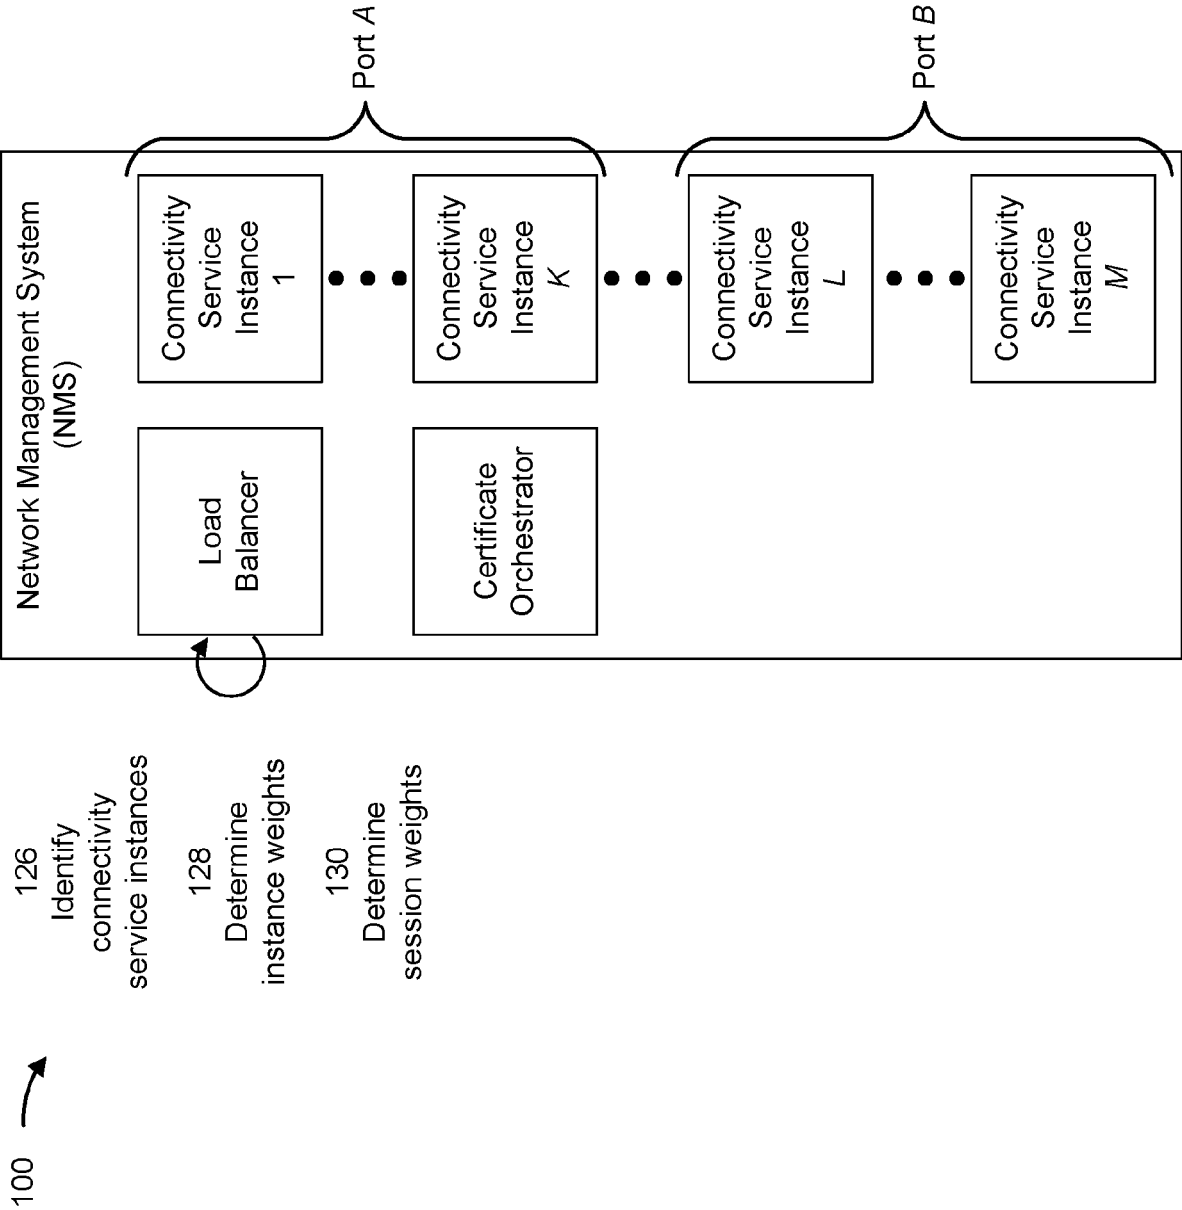 100
126
Identify
connectivity
service instances
128
Determine
instance weights
130
Determine
session weights
Network Management System
(NMS)
Load
Balancer
Certificate
Orchestrator
Connectivity
Service
Instance
1
Connectivity
Service
Instance
K
Connectivity
Service
Instance
L
Connectivity
Service
Instance
M
Port A
Port B